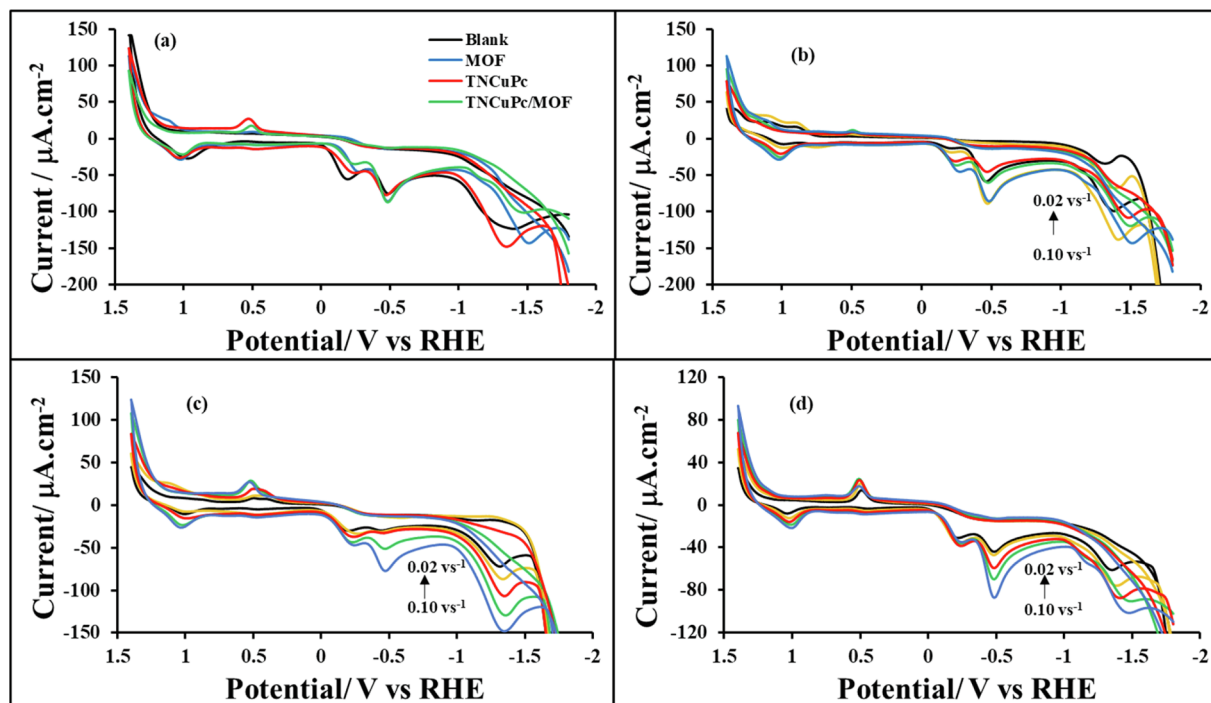 (a)
Blank
MOF
TNCuPc
TNCuPc/MOF
150
100
50
0
-50
-100
-150
-200
Current / µA.cm-2
1.5 1 0.5 0 -0.5 -1 -1.5 -2
Potential/ V vs RHE
(b)
150
100
50
0
-50
-100
-150
-200
Current/ µA.cm-2
0.02 vs-1
0.10 vs-1
1.5 1 0.5 0 -0.5 -1 -1.5 -2
Potential/ V vs RHE
(c)
150
100
50
0
-50
-100
-150
Current/ µA.cm-2
0.02 vs-1
0.10 vs-1
1.5 1 0.5 0 -0.5 -1 -1.5 -2
Potential/ V vs RHE
(d)
120
80
40
0
-40
-80
-120
Current/ µA.cm-2
0.02 vs-1
0.10 vs-1
1.5 1 0.5 0 -0.5 -1 -1.5 -2
Potential/ V vs RHE